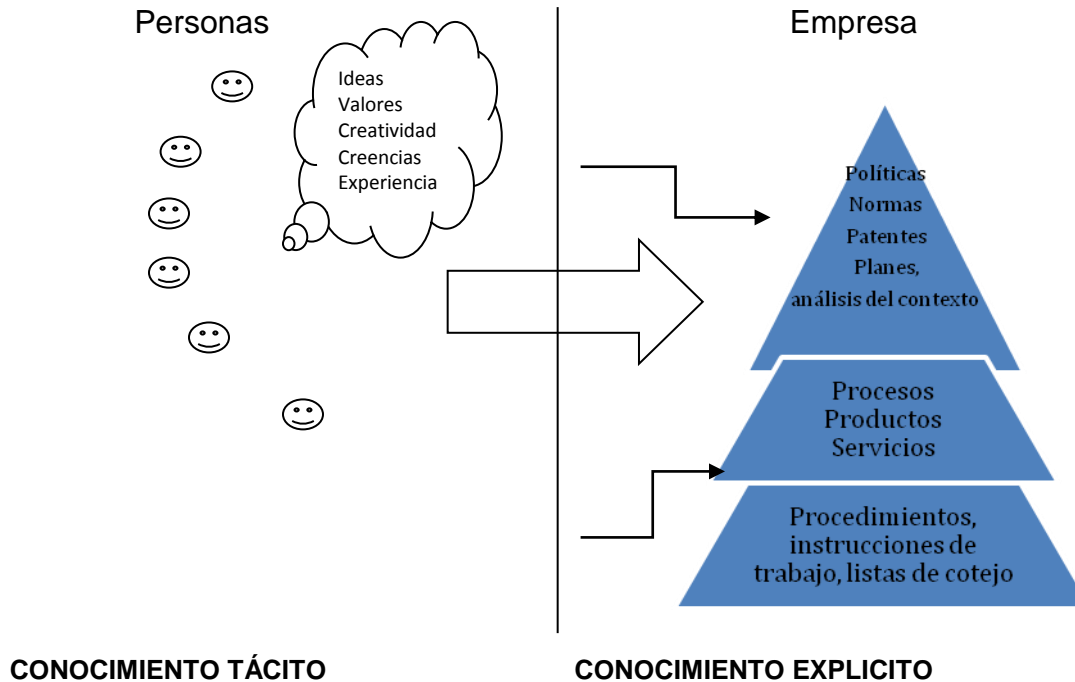 Personas
Empresa
Ideas
Valores
Creatividad
Creencias
Experiencia
Políticas
Normas
Patentes
Planes,
análisis del contexto
Procesos
Productos
Servicios
Procedimientos,
instrucciones de
trabajo, listas de cotejo
CONOCIMIENTO TÁCITO
CONOCIMIENTO EXPLICITO